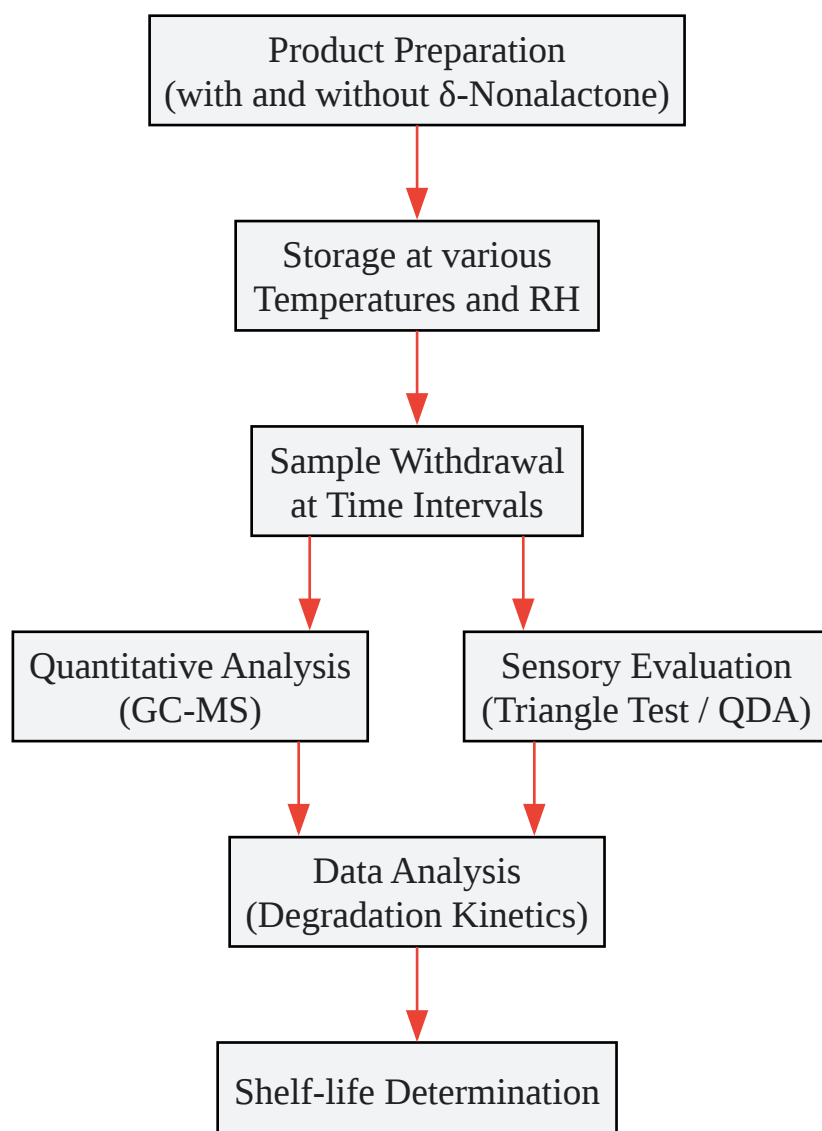 Product Preparation
(with and without δ-Nonalactone)
Storage at various
Temperatures and RH
Sample Withdrawal
at Time Intervals
Quantitative Analysis
(GC-MS)
Sensory Evaluation
(Triangle Test / QDA)
Data Analysis
(Degradation Kinetics)
Shelf-life Determination